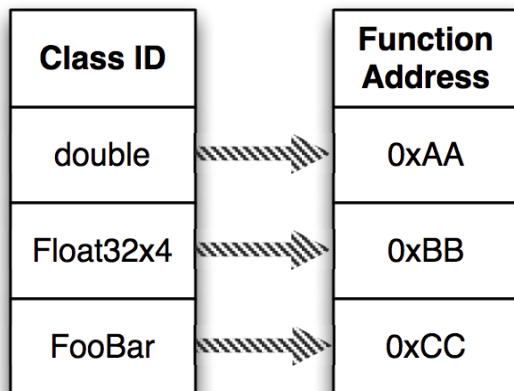 Class ID
Function
Address
double
0xAA
Float32x4
0xBB
FooBar
0xCC